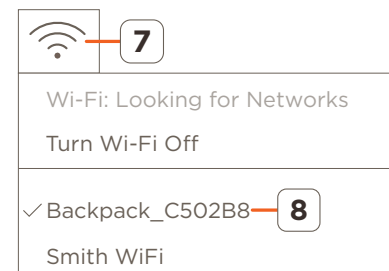 7
Wi-Fi: Looking for Networks
Turn Wi-Fi Off
Backpack_C502B8 8
Smith WiFi